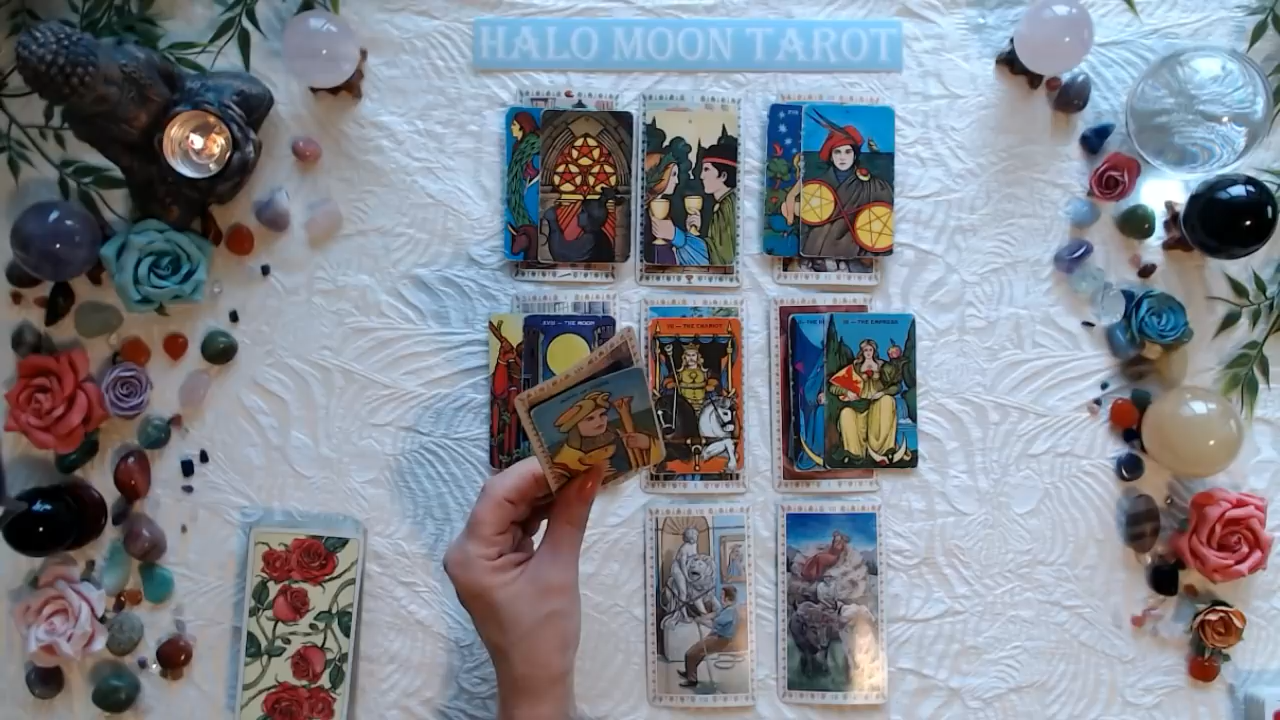 HALO MOON TAROT
XVIII — THE MOON
VII — THE CHARIOT
III — THE EMPRESS